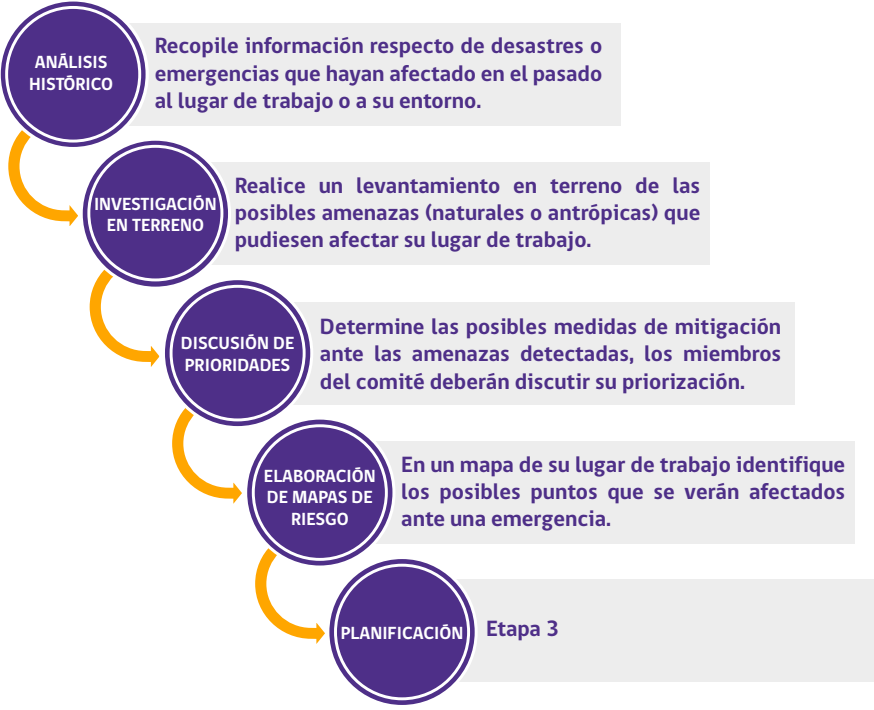 ANÁLISIS
HISTÓRICO
Recopile información respecto de desastres o
emergencias que hayan afectado en el pasado
al lugar de trabajo o a su entorno.
INVESTIGACIÓN
EN TERRENO
Realice un levantamiento en terreno de las
posibles amenazas (naturales o antrópicas) que
pudiesen afectar su lugar de trabajo.
DISCUSIÓN DE
PRIORIDADES
Determine las posibles medidas de mitigación
ante las amenazas detectadas, los miembros
del comité deberán discutir su priorización.
ELABORACIÓN
DE MAPAS DE
RIESGO
En un mapa de su lugar de trabajo identifique
los posibles puntos que se verán afectados
ante una emergencia.
PLANIFICACIÓN
Etapa 3